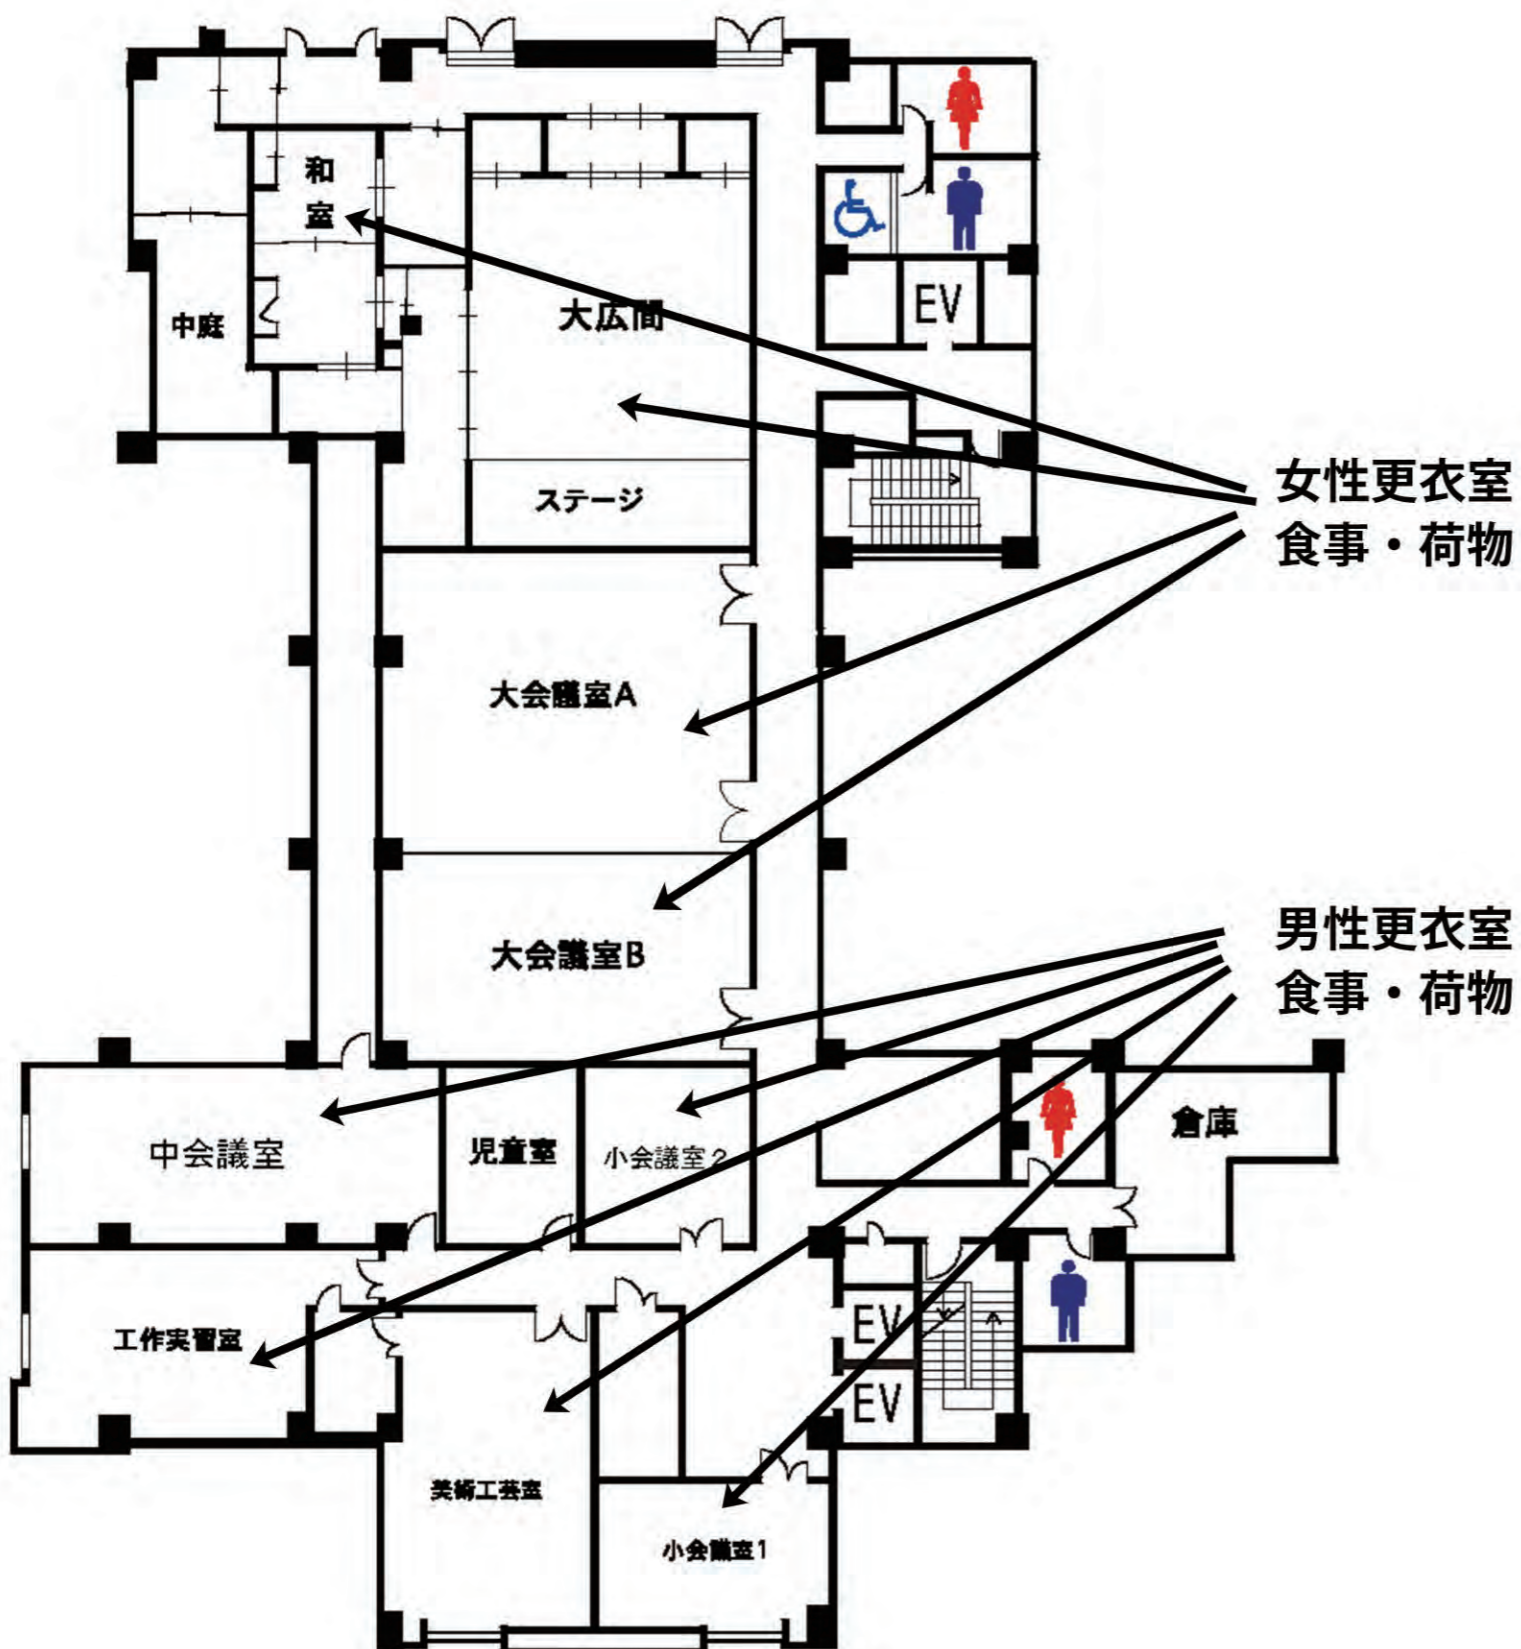 和
室
大広間
中庭
EV
ステージ
女性更衣室
食事・荷物
大会議室A
大会議室B
男性更衣室
食事・荷物
中会議室
児童室
小会議室2
倉庫
工作実習室
EV
EV
美術工芸室
小会議室1